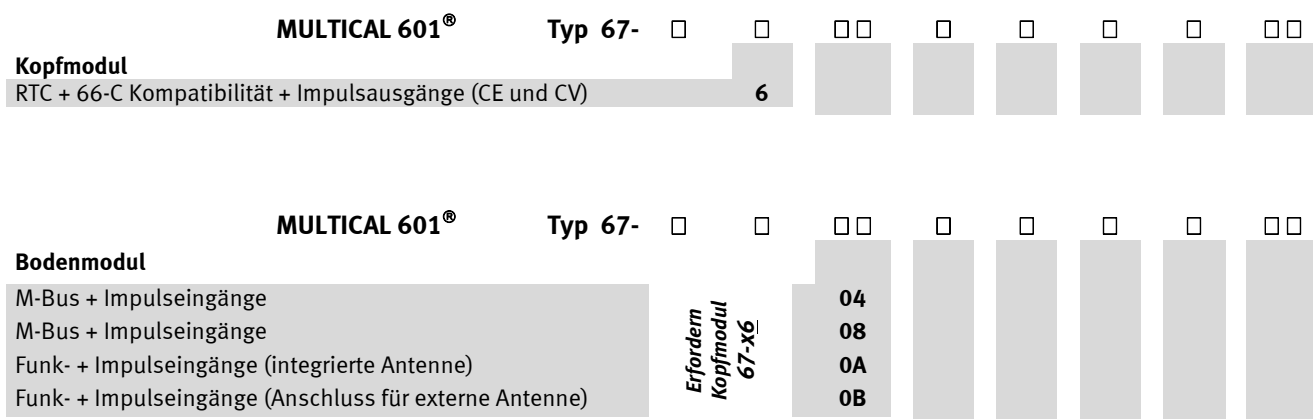 MULTICAL 601® Typ 67- □ □ □□ □ □ □ □ □□
Kopfmodul
RTC + 66-C Kompatibilität + Impulsausgänge (CE und CV) 6
MULTICAL 601® Typ 67- □ □ □□ □ □ □ □ □□
Bodenmodul
M-Bus + Impulseingänge 04
M-Bus + Impulseingänge 08
Funk- + Impulseingänge (integrierte Antenne) 0A
Funk- + Impulseingänge (Anschluss für externe Antenne) 0B
Erfordern
Kopfmodul
67-x6